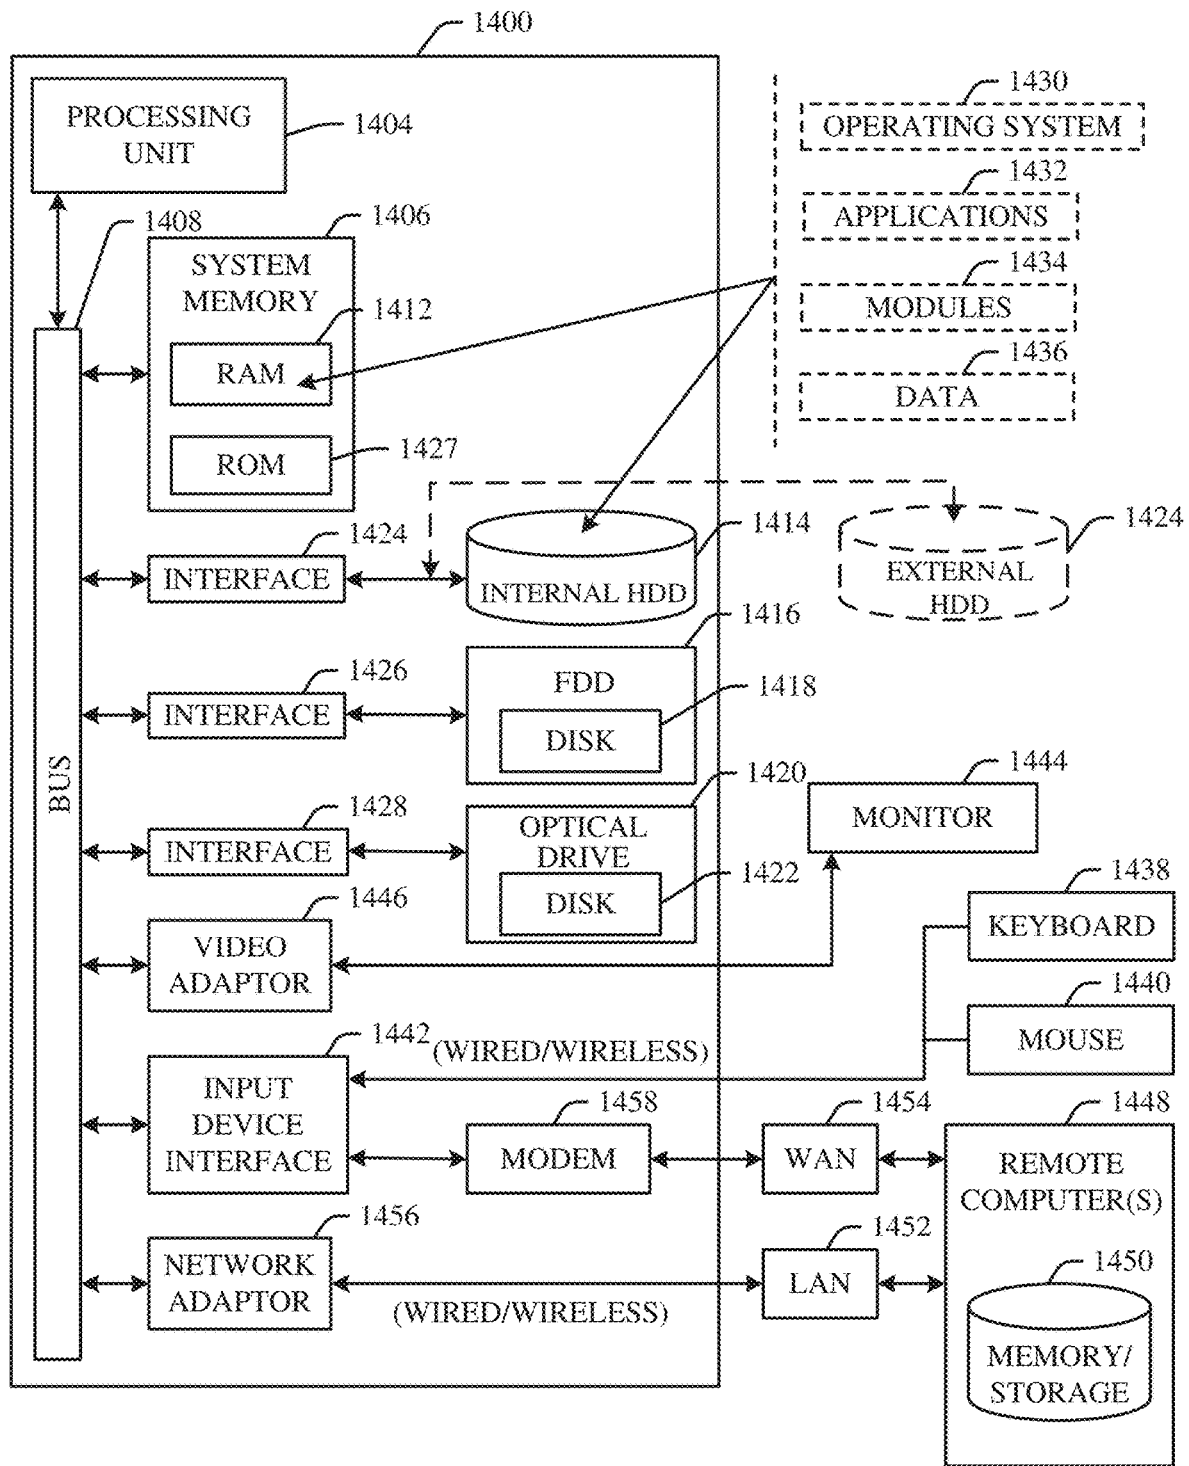 1400
PROCESSING
UNIT
1404
1430
OPERATING SYSTEM
1432
APPLICATIONS
1434
MODULES
1436
DATA
1408
1406
SYSTEM
MEMORY
1412
RAM
ROM
1427
1424
INTERFACE
1414
INTERNAL HDD
1424
EXTERNAL
HDD
1426
INTERFACE
1416
FDD
1418
DISK
BUS
1428
INTERFACE
1420
OPTICAL
DRIVE
1422
DISK
1444
MONITOR
1446
VIDEO
ADAPTOR
1438
KEYBOARD
1440
MOUSE
1442
(WIRED/WIRELESS)
INPUT
DEVICE
INTERFACE
1458
MODEM
1454
WAN
1448
REMOTE
COMPUTER(S)
1456
NETWORK
ADAPTOR
(WIRED/WIRELESS)
1452
LAN
1450
MEMORY/
STORAGE